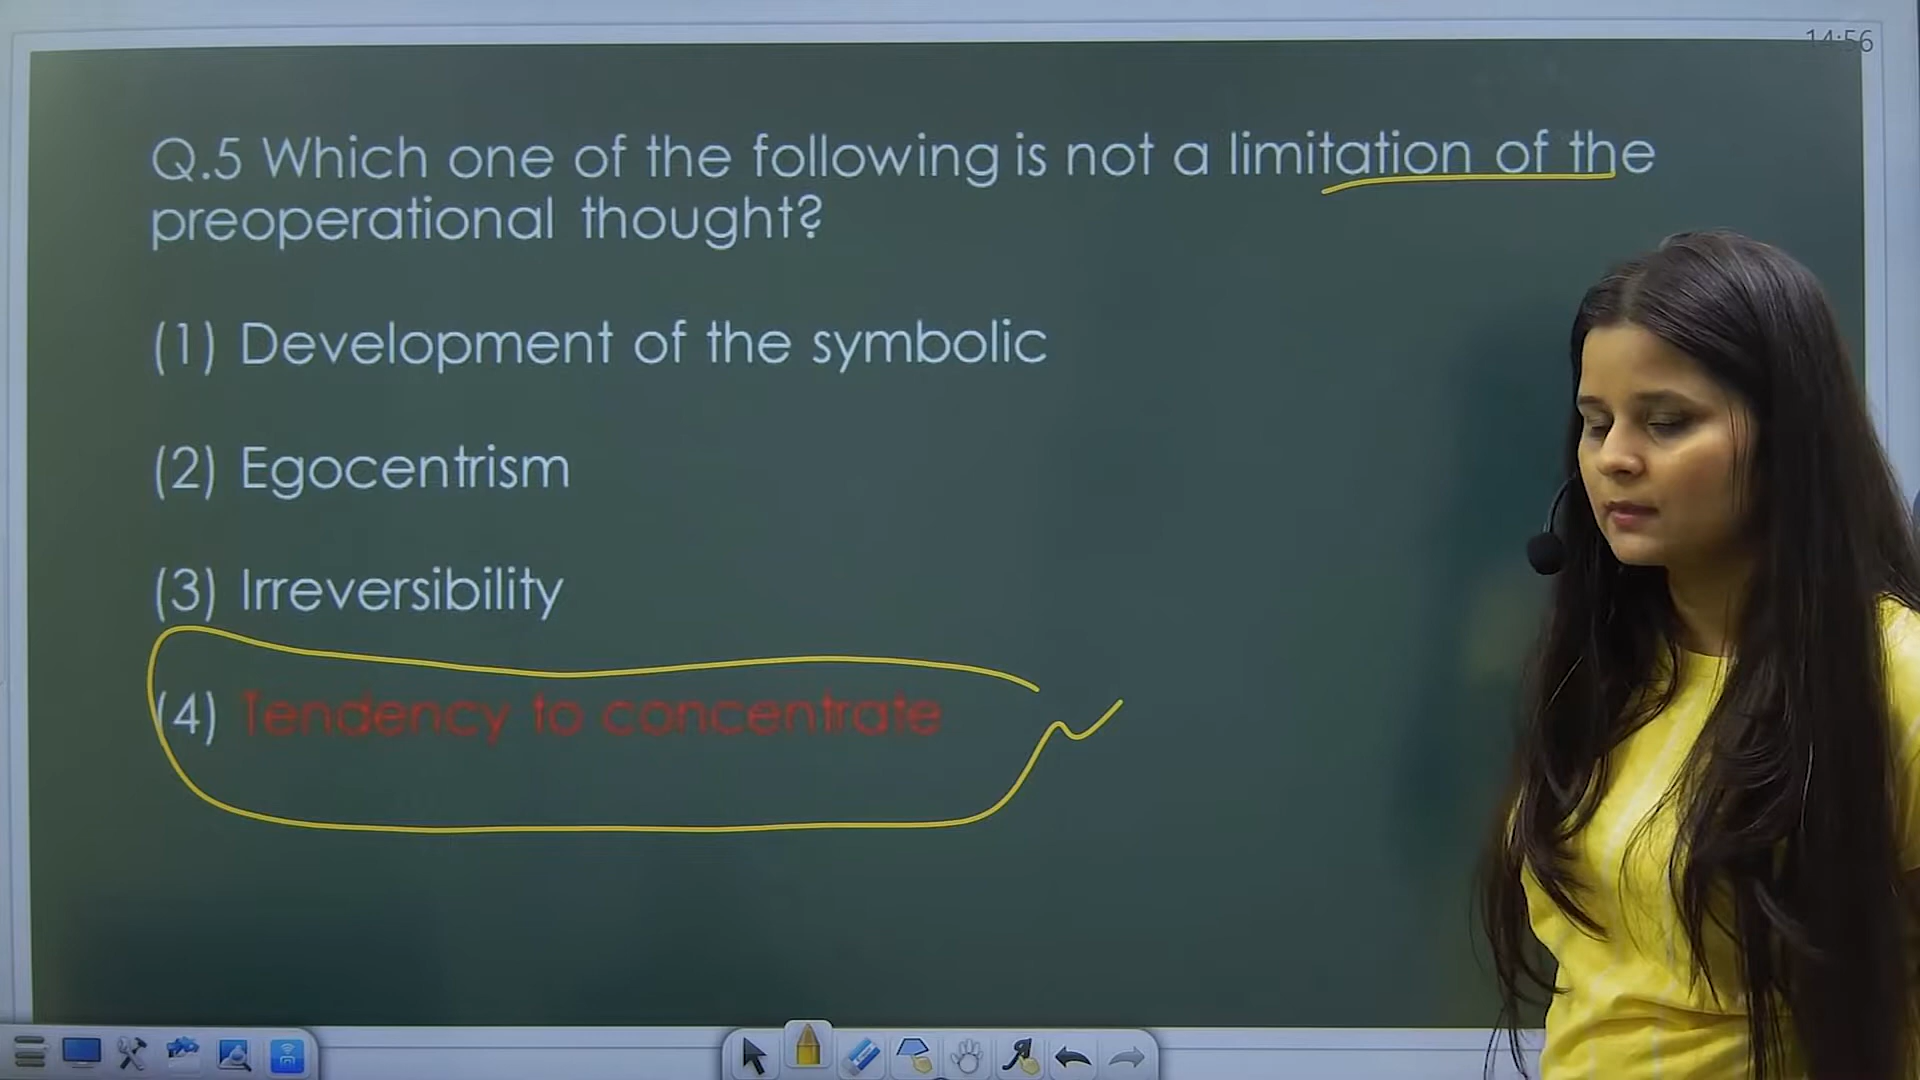 14:56
Q.5 Which one of the following is not a limitation of the
preoperational thought?
(1) Development of the symbolic
(2) Egocentrism
(3) Irreversibility
(4) Tendency to concentrate